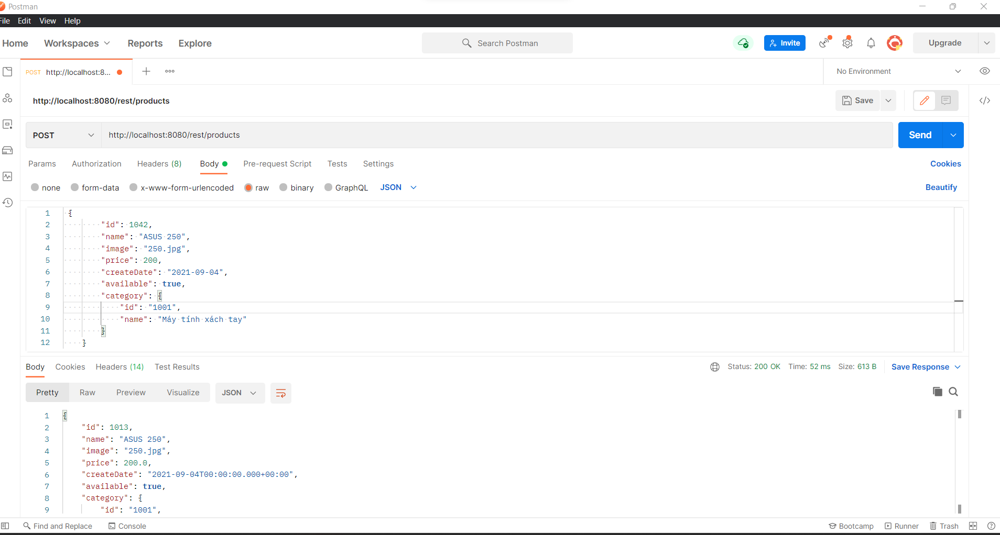 Postman
File Edit View Help
Home Workspaces Reports Explore Search Postman Invite Upgrade
POST http://localhost:8... No Environment
http://localhost:8080/rest/products Save
POST http://localhost:8080/rest/products Send
Params Authorization Headers (8) Body Pre-request Script Tests Settings Cookies
none form-data x-www-form-urlencoded raw binary GraphQL JSON Beautify
1 {
2 "id": 1042,
3 "name": "ASUS 250",
4 "image": "250.jpg",
5 "price": 200,
6 "createDate": "2021-09-04",
7 "available": true,
8 "category": {
9 "id": "1001",
10 "name": "Máy tính xách tay"
11 }
12 }
Body Cookies Headers (14) Test Results Status: 200 OK Time: 52 ms Size: 613 B Save Response
Pretty Raw Preview Visualize JSON
1 {
2 "id": 1013,
3 "name": "ASUS 250",
4 "image": "250.jpg",
5 "price": 200.0,
6 "createDate": "2021-09-04T00:00:00.000+00:00",
7 "available": true,
8 "category": {
9 "id": "1001",
Find and Replace Console Bootcamp Runner Trash